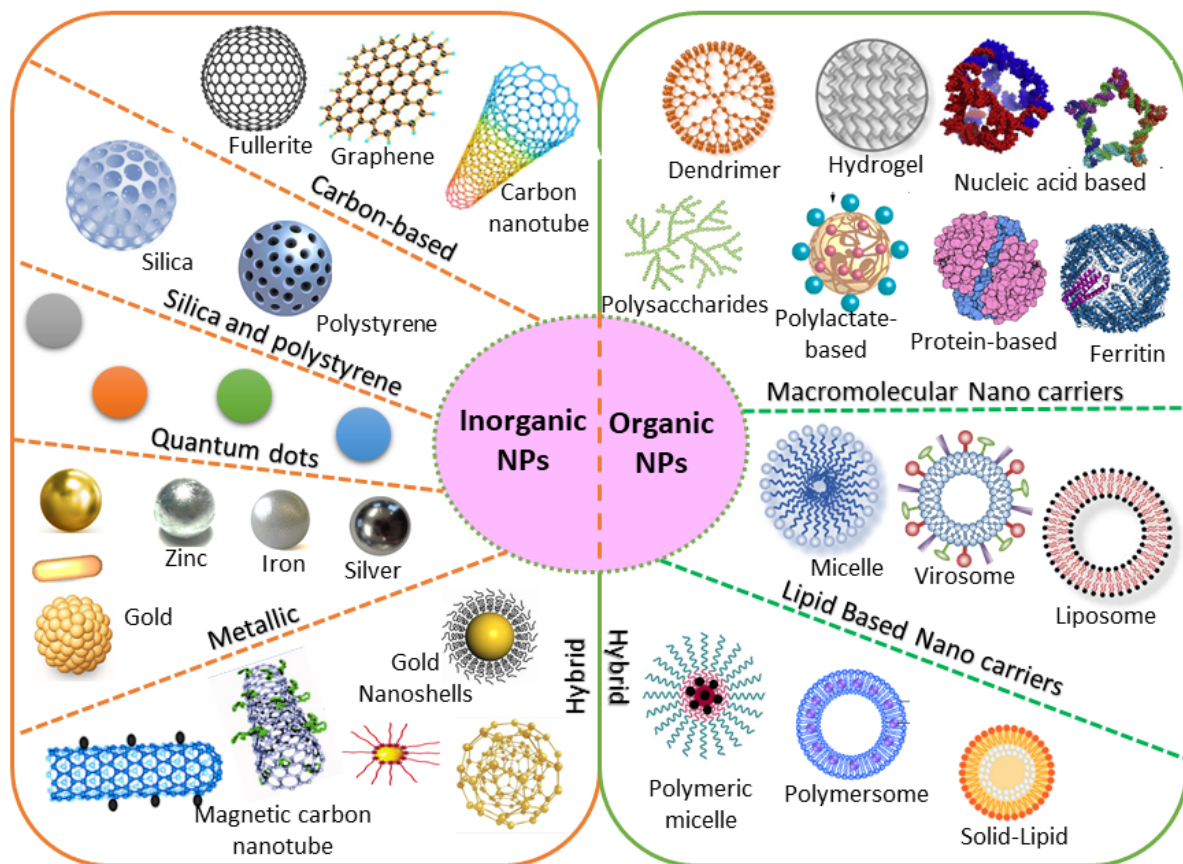 Fullerite
Graphene
Carbon
nanotube
Carbon-based
Silica
Polystyrene
Silica and polystyrene
Quantum dots
Zinc
Iron
Silver
Gold
Metallic
Gold
Nanoshells
Magnetic carbon
nanotube
Hybrid
Inorganic
NPs
Organic
NPs
Dendrimer
Hydrogel
Nucleic acid based
Polysaccharides
Polylactate-
based
Protein-based
Ferritin
Macromolecular Nano carriers
Micelle
Virosome
Liposome
Lipid Based Nano carriers
Hybrid
Polymeric
micelle
Polymersome
Solid-Lipid